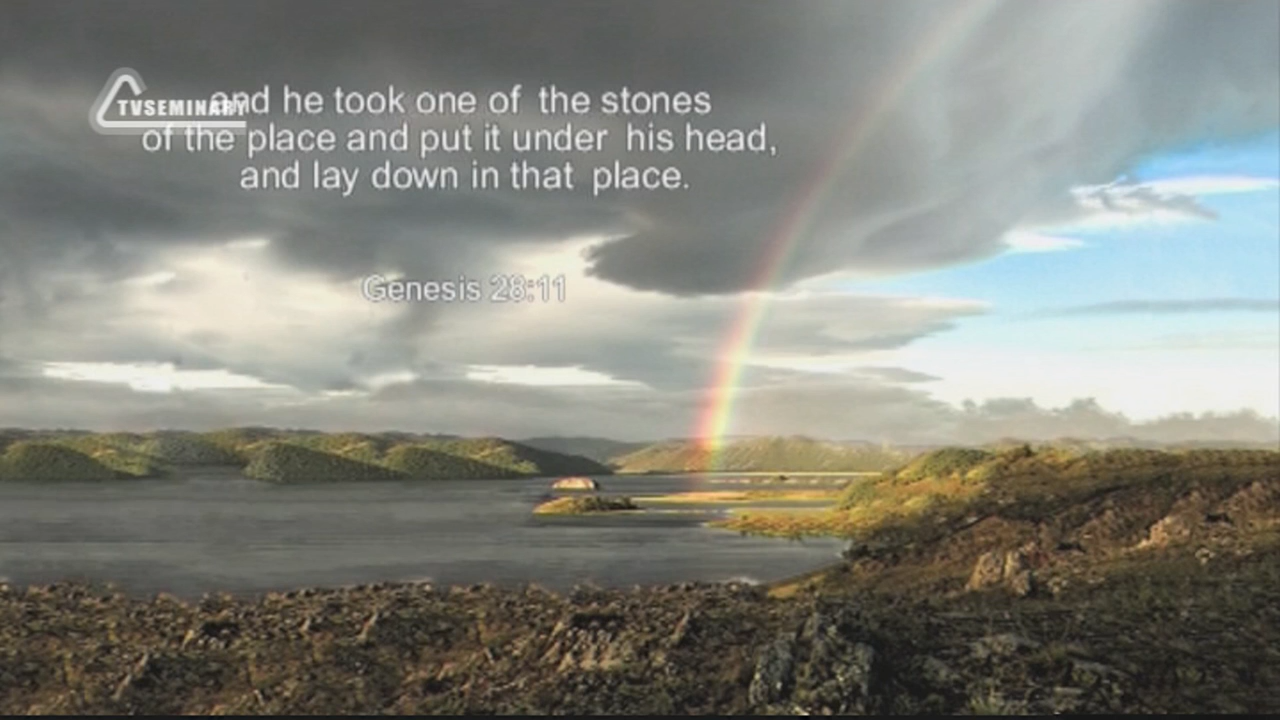 TVSEMINARY
and he took one of the stones
of the place and put it under his head,
and lay down in that place.
Genesis 28:11